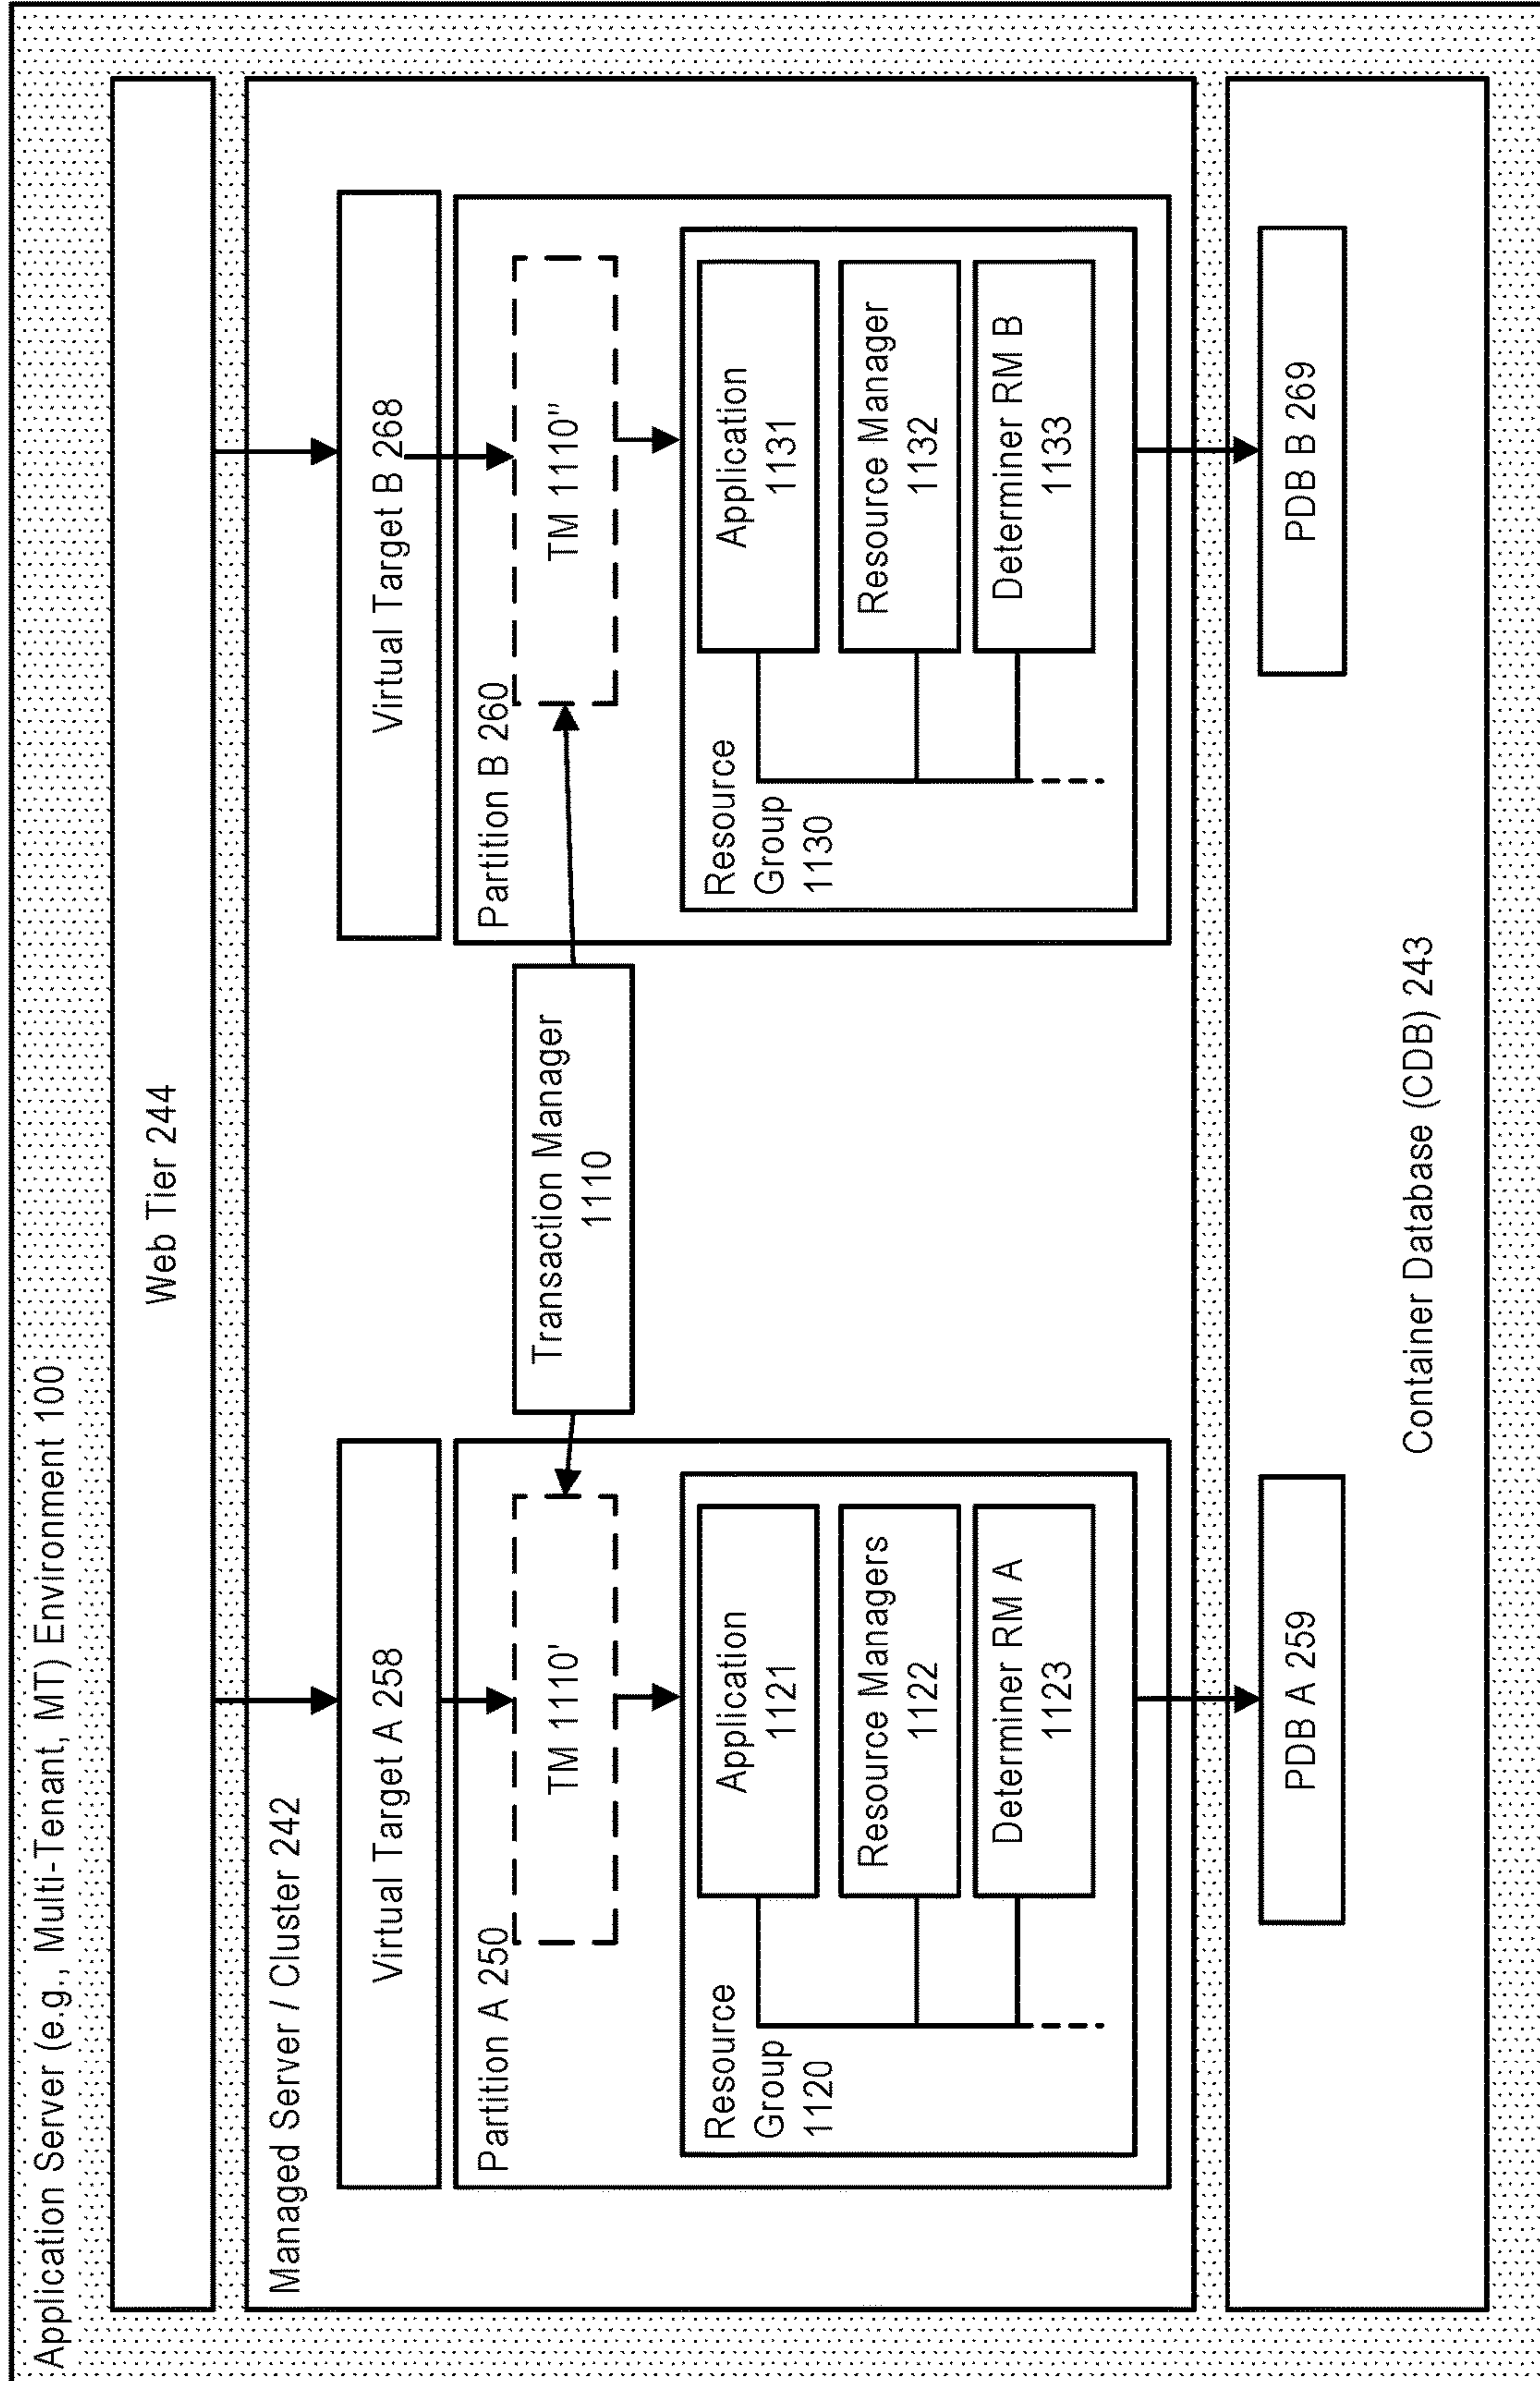 Application Server (e.g., Multi-Tenant, MT) Environment 100
Web Tier 244
Managed Server / Cluster 242
Virtual Target A 258
Partition A 250
TM 1110'
Resource
Group
1120
Application
1121
Resource Managers
1122
Determiner RM A
1123
Transaction Manager
1110
Virtual Target B 268
Partition B 260
TM 1110"
Resource
Group
1130
Application
1131
Resource Manager
1132
Determiner RM B
1133
PDB A 259
PDB B 269
Container Database (CDB) 243